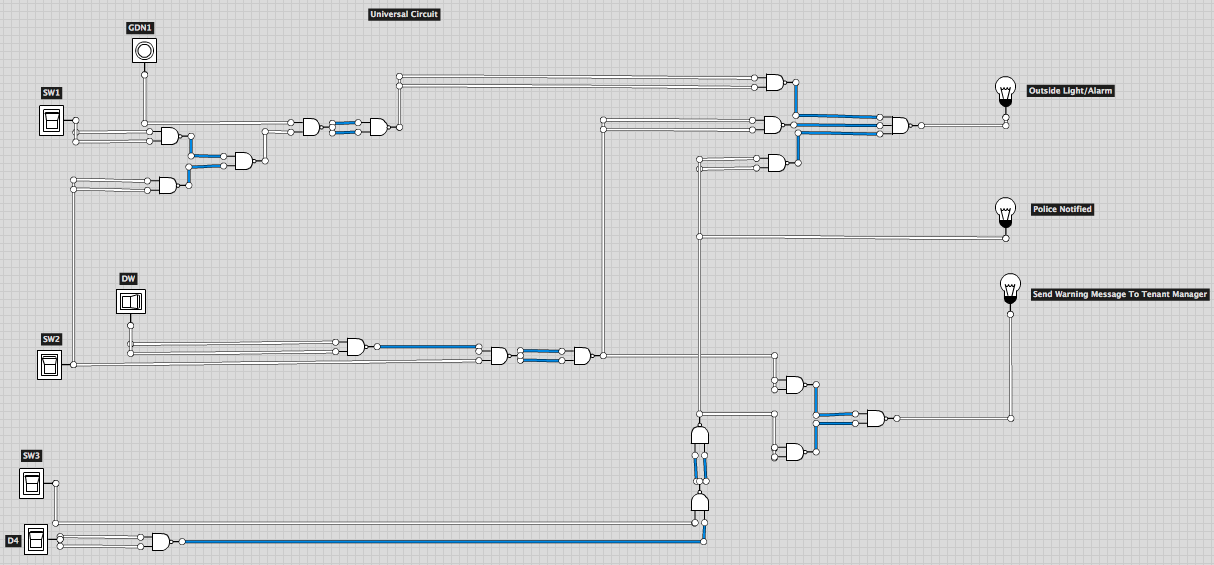 Universal Circuit
GDN1
SW1
Outside Light/Alarm
Police Notified
DW
Send Warning Message To Tenant Manager
SW2
SW3
D4